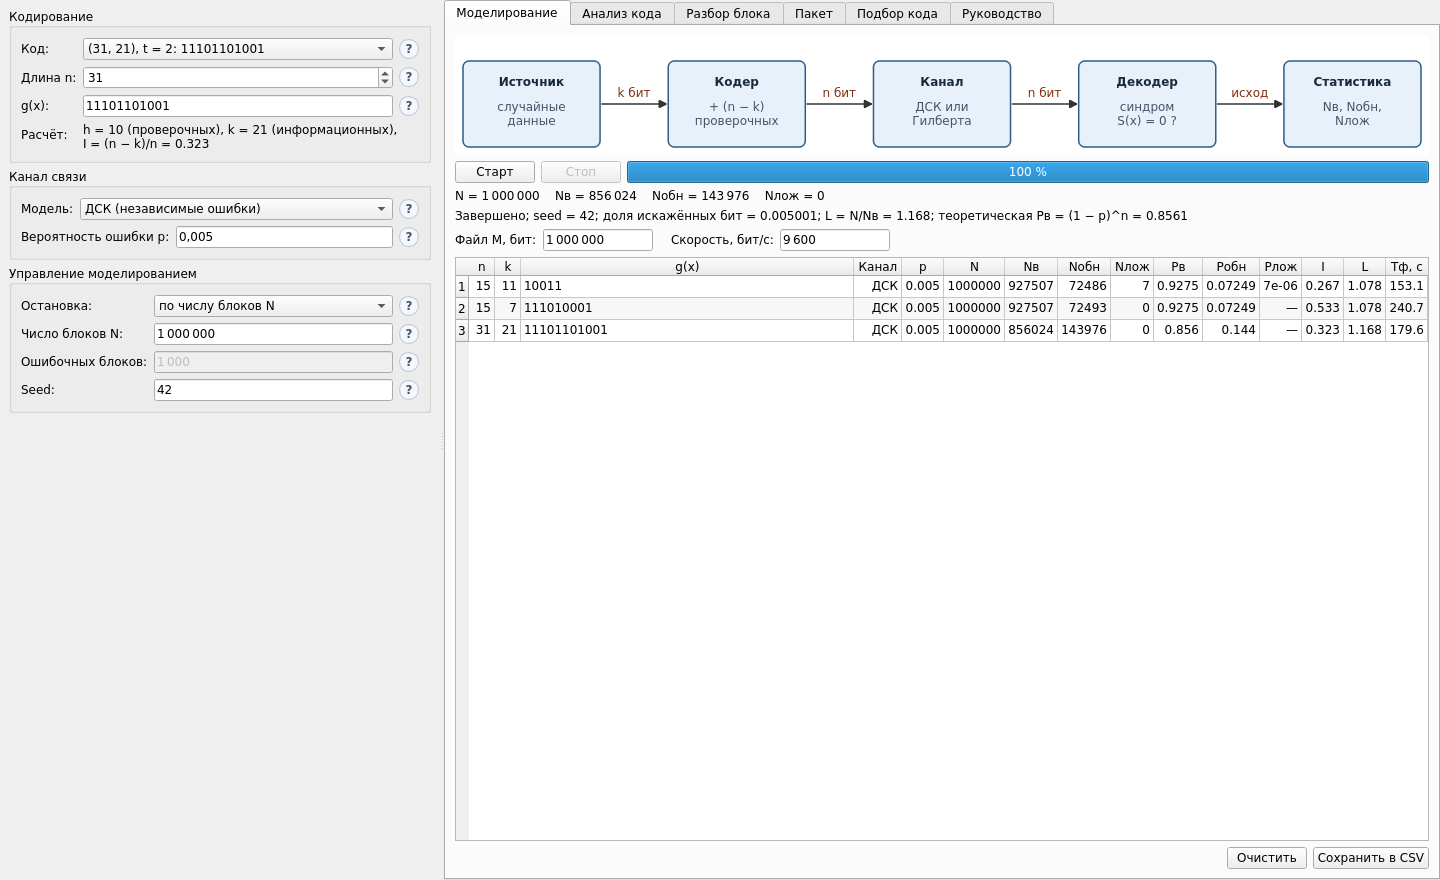 Кодирование
Код: (31, 21), t = 2: 11101101001 ?
Длина n: 31 ?
g(x): 11101101001 ?
Расчёт: h = 10 (проверочных), k = 21 (информационных),
I = (n − k)/n = 0.323
Канал связи
Модель: ДСК (независимые ошибки) ?
Вероятность ошибки p: 0,005 ?
Управление моделированием
Остановка: по числу блоков N ?
Число блоков N: 1 000 000 ?
Ошибочных блоков: 1 000 ?
Seed: 42 ?
Моделирование Анализ кода Разбор блока Пакет Подбор кода Руководство
Источник
случайные
данные
k бит
Кодер
+ (n − k)
проверочных
n бит
Канал
ДСК или
Гилберта
n бит
Декодер
синдром
S(x) = 0 ?
исход
Статистика
Nв, Nобн,
Nлож
Старт Стоп 100 %
N = 1 000 000 Nв = 856 024 Nобн = 143 976 Nлож = 0
Завершено; seed = 42; доля искажённых бит = 0.005001; L = N/Nв = 1.168; теоретическая Pв = (1 − p)^n = 0.8561
Файл M, бит: 1 000 000 Скорость, бит/с: 9 600
n k g(x) Канал p N Nв Nобн Nлож Pв Pобн Pлож I L Tф, с
1 15 11 10011 ДСК 0.005 1000000 927507 72486 7 0.9275 0.07249 7e-06 0.267 1.078 153.1
2 15 7 111010001 ДСК 0.005 1000000 927507 72493 0 0.9275 0.07249 — 0.533 1.078 240.7
3 31 21 11101101001 ДСК 0.005 1000000 856024 143976 0 0.856 0.144 — 0.323 1.168 179.6
Очистить Сохранить в CSV